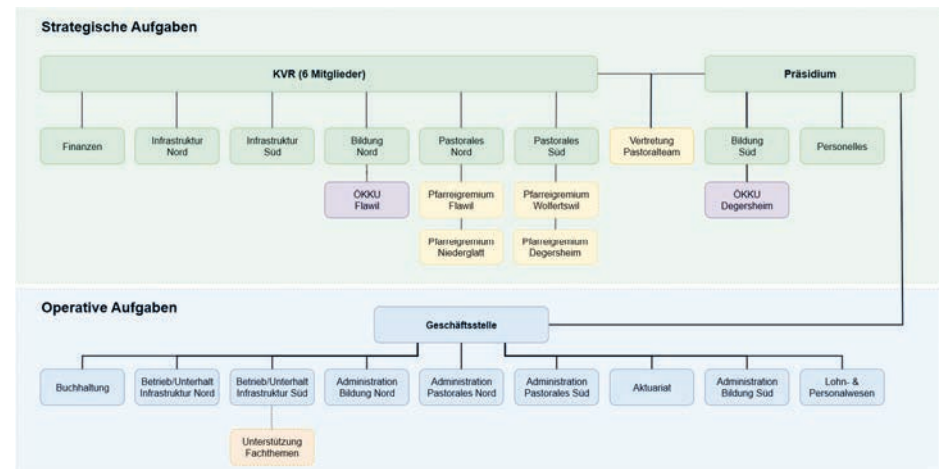 Strategische Aufgaben
KVR (6 Mitglieder)
Präsidium
Finanzen
Infrastruktur
Nord
Infrastruktur
Süd
Bildung
Nord
Pastorales
Nord
Pastorales
Süd
Vertretung
Pastoralteam
Bildung
Süd
Personelles
ÖKKU
Flawil
Pfarreigremium
Flawil
Pfarreigremium
Wolfertswil
ÖKKU
Degersheim
Pfarreigremium
Niederglatt
Pfarreigremium
Degersheim
Operative Aufgaben
Geschäftsstelle
Buchhaltung
Betrieb/Unterhalt
Infrastruktur Nord
Betrieb/Unterhalt
Infrastruktur Süd
Administration
Bildung Nord
Administration
Pastorales Nord
Administration
Pastorales Süd
Aktuariat
Administration
Bildung Süd
Lohn- &
Personalwesen
Unterstützung
Fachthemen